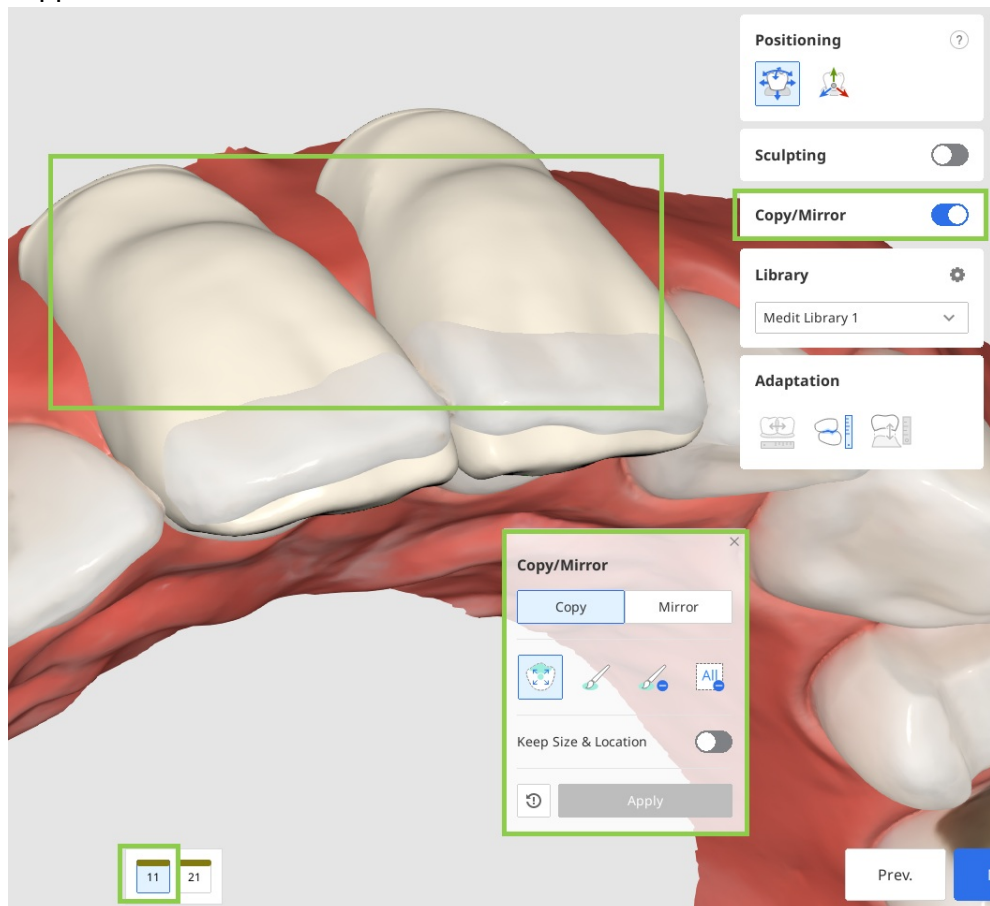 Positioning
?
Sculpting
Copy/Mirror
Library
Medit Library 1
Adaptation
Copy/Mirror
Copy Mirror
All
Keep Size & Location
Apply
11 21
Prev.